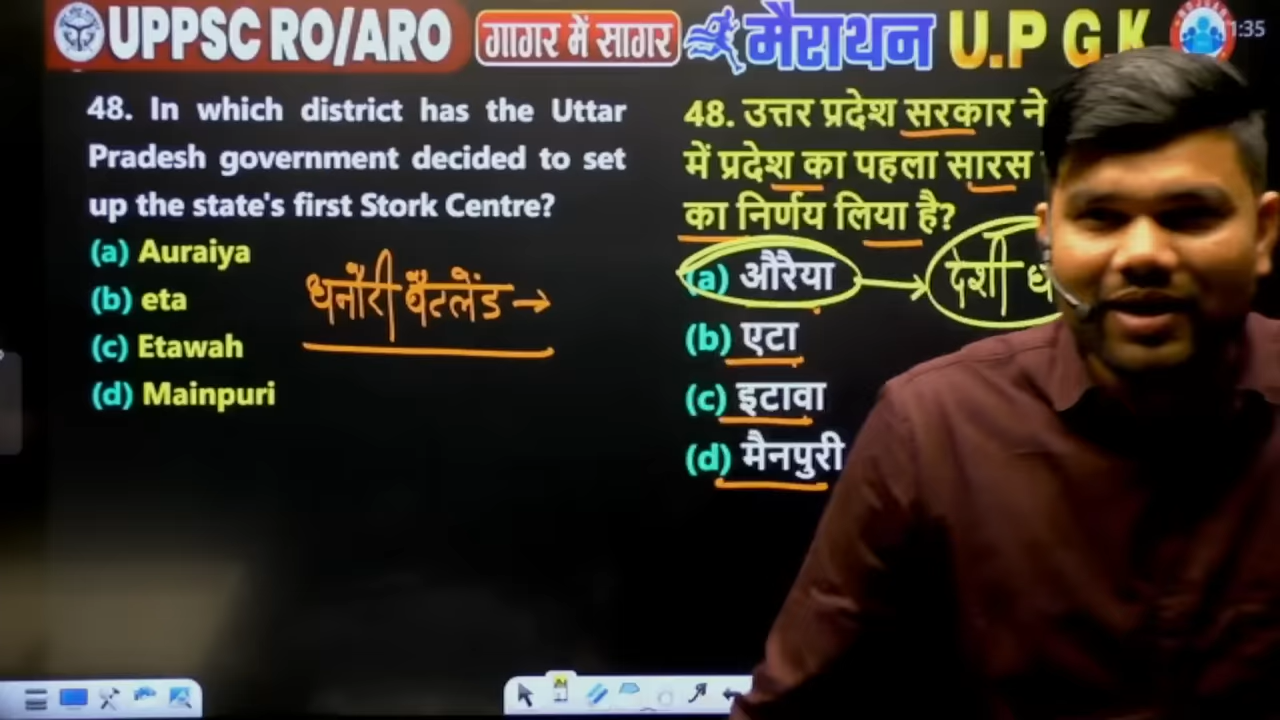 UPPSC RO/ARO
गागर में सागर
मैराथन U.P G.K
1:35
48. In which district has the Uttar
Pradesh government decided to set
up the state's first Stork Centre?
(a) Auraiya
(b) eta
(c) Etawah
(d) Mainpuri
धनौरी वैटलेंड →
48. उत्तर प्रदेश सरकार ने
में प्रदेश का पहला सारस
का निर्णय लिया है?
(a) औरैया
देशी
(b) एटा
(c) इटावा
(d) मैनपुरी